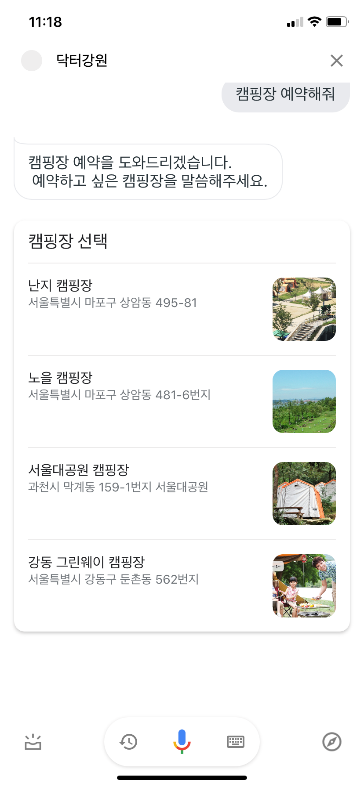 11:18
닥터강원
캠핑장 예약해줘
캠핑장 예약을 도와드리겠습니다.
예약하고 싶은 캠핑장을 말씀해주세요.
캠핑장 선택
난지 캠핑장
서울특별시 마포구 상암동 495-81
노을 캠핑장
서울특별시 마포구 상암동 481-6번지
서울대공원 캠핑장
과천시 막계동 159-1번지 서울대공원
강동 그린웨이 캠핑장
서울특별시 강동구 둔촌동 562번지